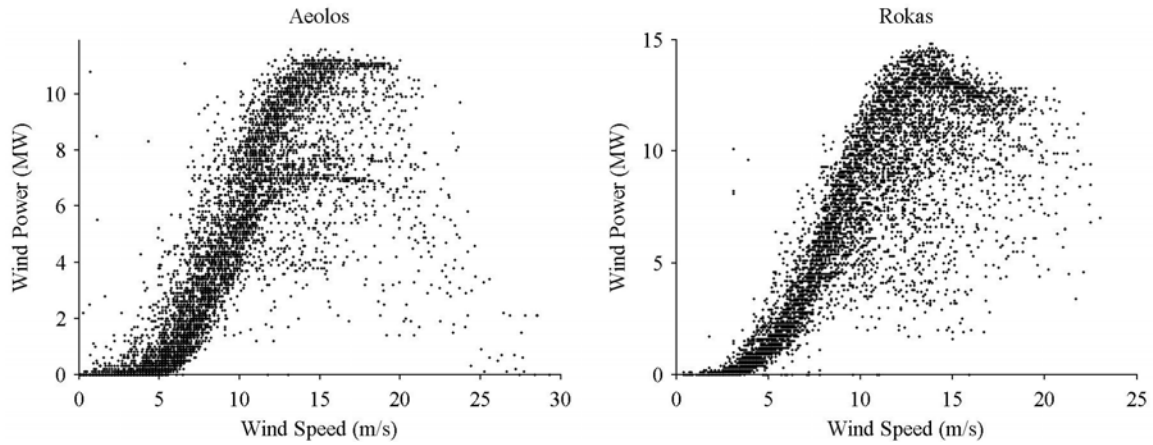 Aeolos
Wind Power (MW)
10
8
6
4
2
0
0 5 10 15 20 25 30
Wind Speed (m/s)
Rokas
Wind Power (MW)
15
10
5
0
0 5 10 15 20 25
Wind Speed (m/s)